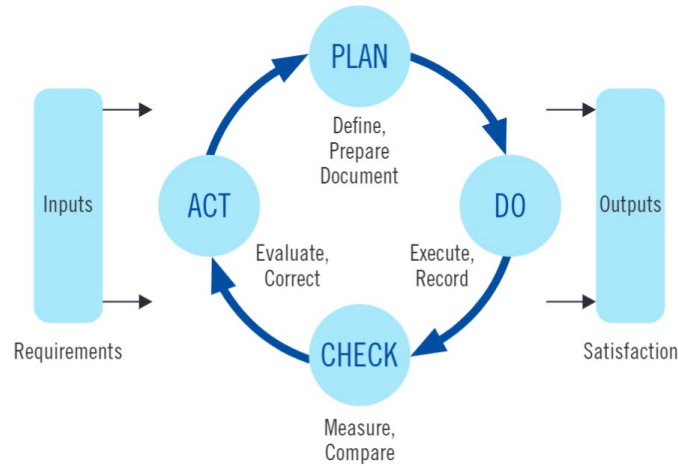 PLAN
Define,
Prepare
Document
Inputs
ACT
DO
Outputs
Evaluate,
Correct
Execute,
Record
Requirements
CHECK
Satisfaction
Measure,
Compare